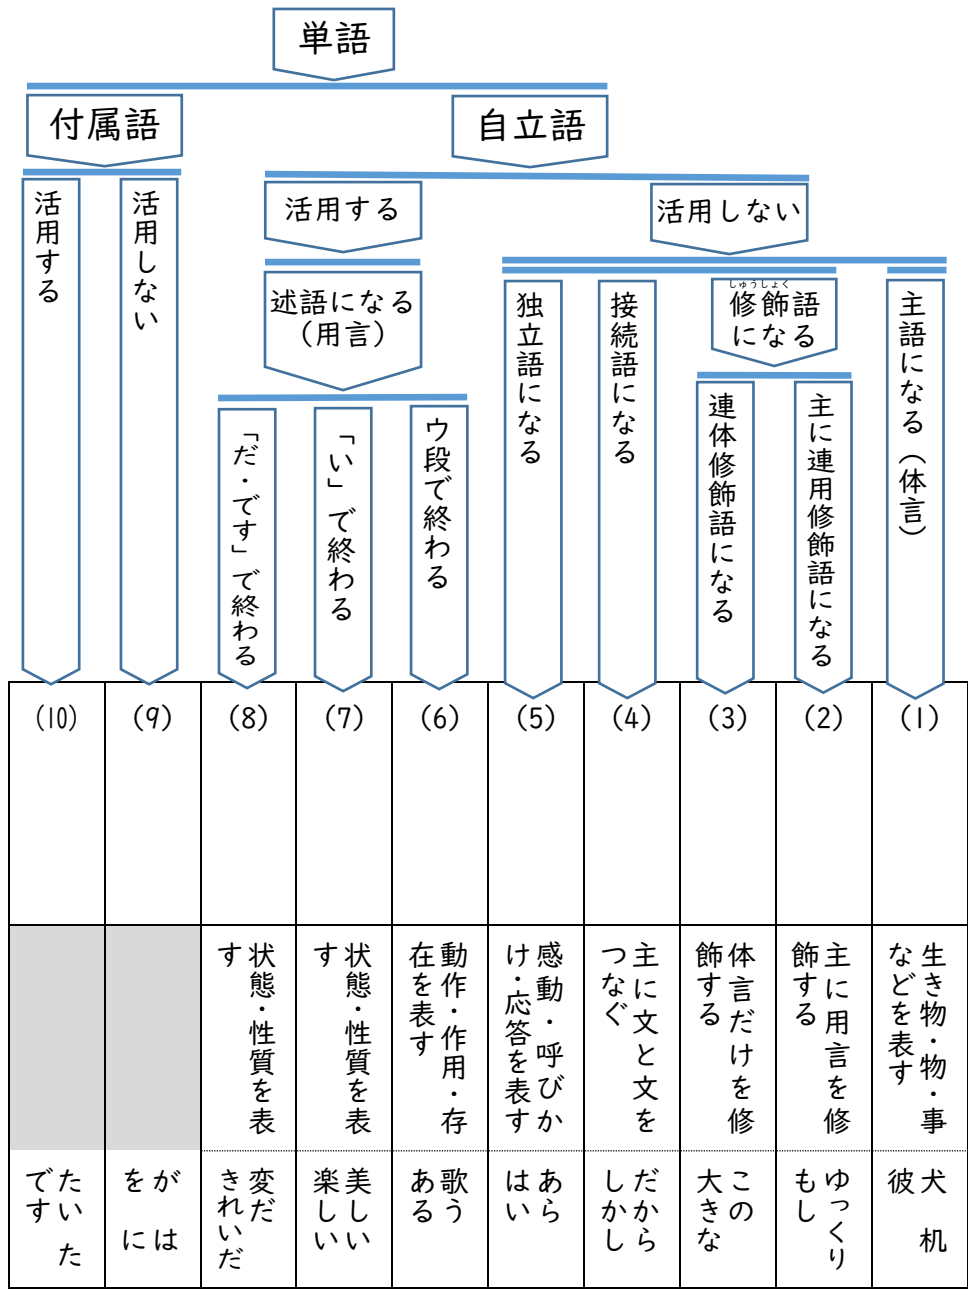 単語
自立語
付属語
活用しない
活用する
主語になる（体言）
しゅうしょく
修飾語
になる
主に連用修飾語になる
連体修飾語になる
接続語になる
独立語になる
述語になる
（用言）
ウ段で終わる
「い」で終わる
「だ・です」で終わる
活用しない
活用する
(1)
(2)
(3)
(4)
(5)
(6)
(7)
(8)
(9)
(10)
生き物・物・事
などを表す
主に用言を修
飾する
体言だけを修
飾する
主に文と文を
つなぐ
感動・呼びか
け・応答を表す
動作・作用・存
在を表す
状態・性質を表
す
状態・性質を表
す
犬 机
彼
ゆっくり
もし
この
大きな
だから
しかし
あら
はい
歌う
ある
美しい
楽しい
変だ
きれいだ
が は
を に
たい た
です